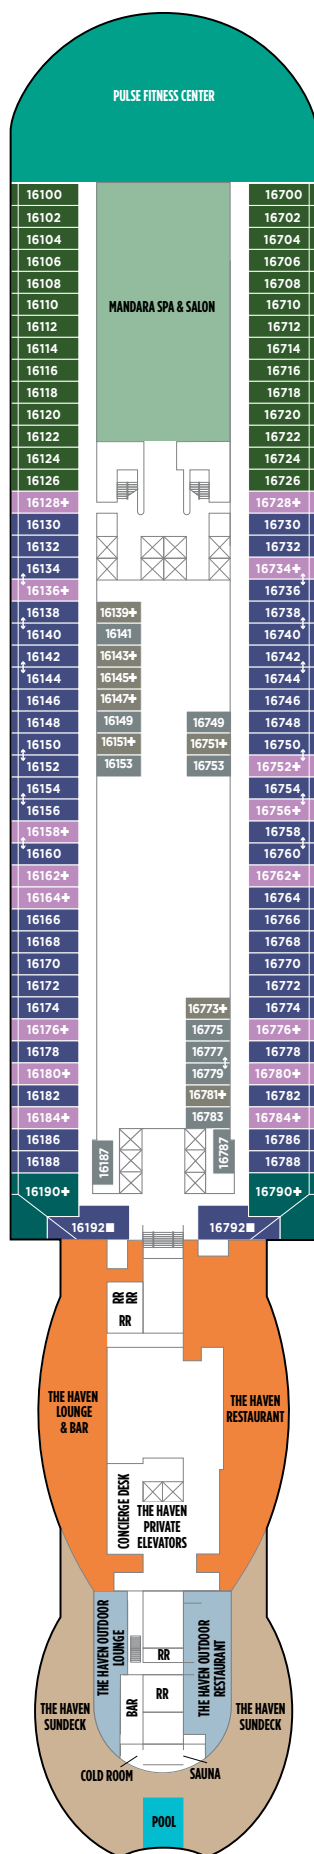 PULSE FITNESS CENTER
16100 16700
16102 16702
16104 16704
16106 16706
16108 16708
MANDARA SPA & SALON
16110 16710
16112 16712
16114 16714
16116 16716
16118 16718
16120 16720
16122 16722
16124 16724
16126 16726
16128+ 16728+
16130 16730
16132 16732
16134 16734+
16136+ 16736
16138 16139+ 16738
16140 16141 16740
16142 16143+ 16742
16144 16145+ 16744
16146 16147+ 16746
16148 16149 16749 16748
16150 16151+ 16751+ 16750
16152 16153 16753 16752+
16154 16754
16156 16756+
16158+ 16758
16160 16760
16162+ 16762+
16164+ 16764
16166 16766
16168 16768
16170 16770
16172 16772
16174 16773+ 16774
16176+ 16775 16776+
16178 16777 16778
16180+ 16779 16780+
16182 16781+ 16782
16184+ 16783 16784+
16186 16786
16188 16187 16787 16788
16190+ 16790+
16192■ 16792■
RR RR
RR
THE HAVEN
LOUNGE
& BAR
THE HAVEN
RESTAURANT
CONCIERGE DESK
THE HAVEN
PRIVATE
ELEVATORS
THE HAVEN OUTDOOR
LOUNGE
THE HAVEN OUTDOOR
RESTAURANT
RR
RR
BAR
THE HAVEN
SUNDECK
THE HAVEN
SUNDECK
COLD ROOM
SAUNA
POOL